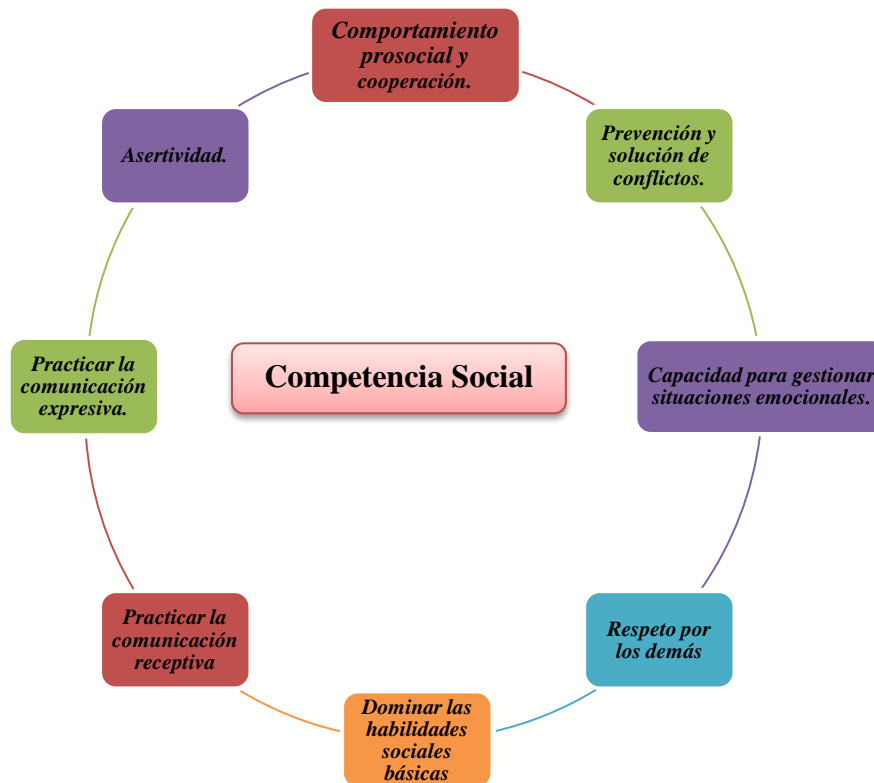 Comportamiento
prosocial y
cooperación.
Prevención y
solución de
conflictos.
Capacidad para gestionar
situaciones emocionales.
Respeto por
los demás
Dominar las
habilidades
sociales
básicas
Practicar la
comunicación
receptiva
Practicar la
comunicación
expresiva.
Asertividad.
Competencia Social